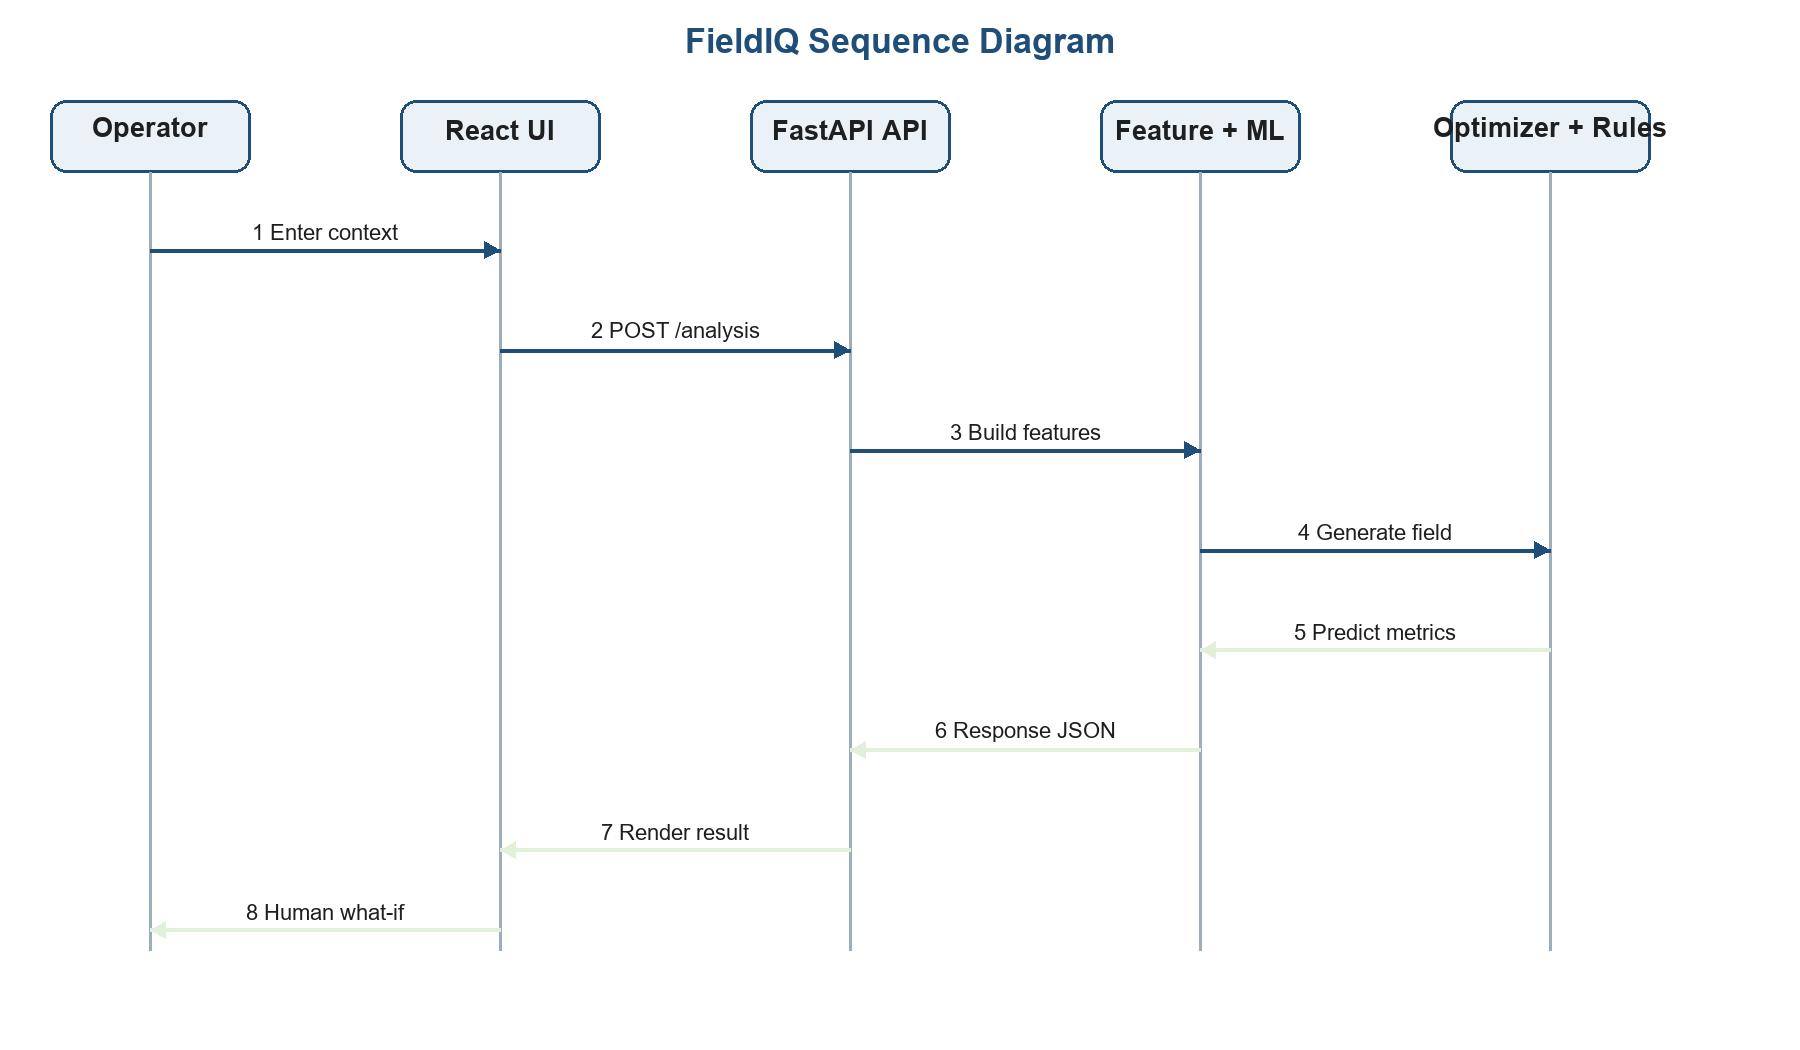 FieldIQ Sequence Diagram
Operator
React UI
FastAPI API
Feature + ML
Optimizer + Rules
1 Enter context
2 POST /analysis
3 Build features
4 Generate field
5 Predict metrics
6 Response JSON
7 Render result
8 Human what-if